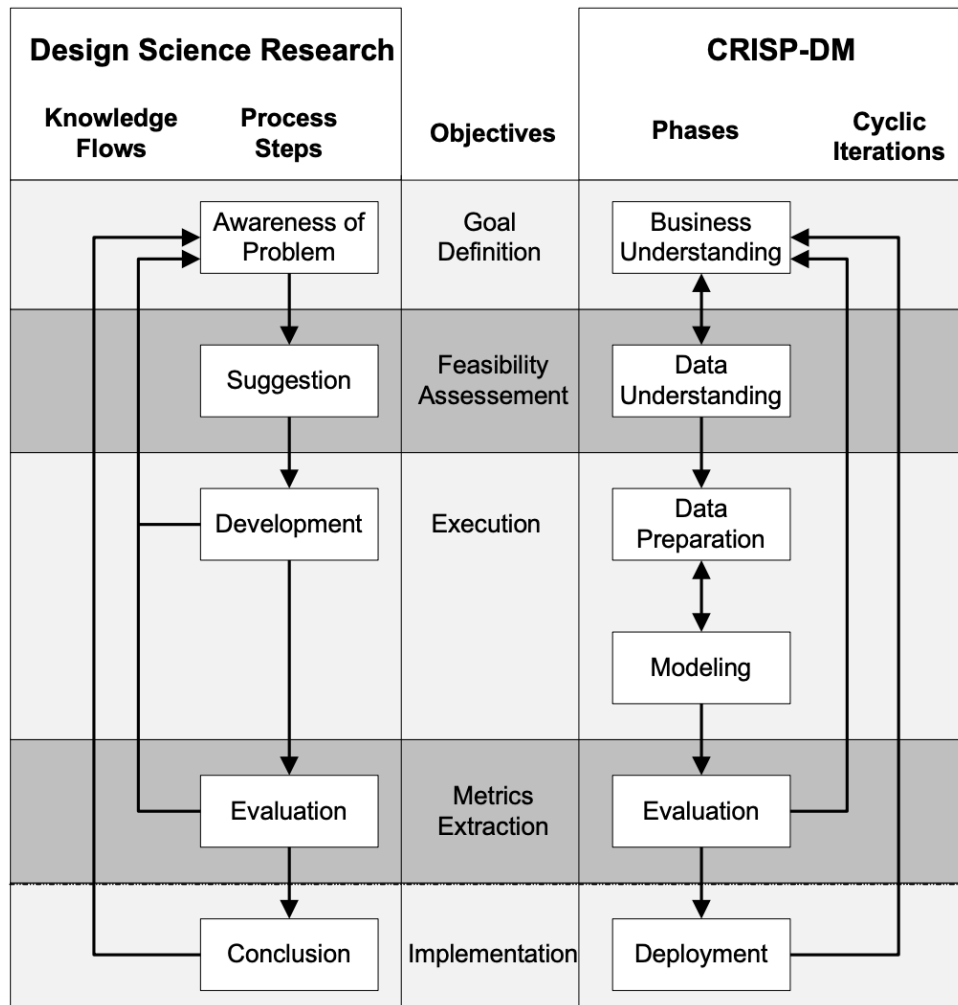 Design Science Research
CRISP-DM
Knowledge
Flows
Process
Steps
Objectives
Phases
Cyclic
Iterations
Awareness of
Problem
Goal
Definition
Business
Understanding
Suggestion
Feasibility
Assessement
Data
Understanding
Development
Execution
Data
Preparation
Modeling
Evaluation
Metrics
Extraction
Evaluation
Conclusion
Implementation
Deployment